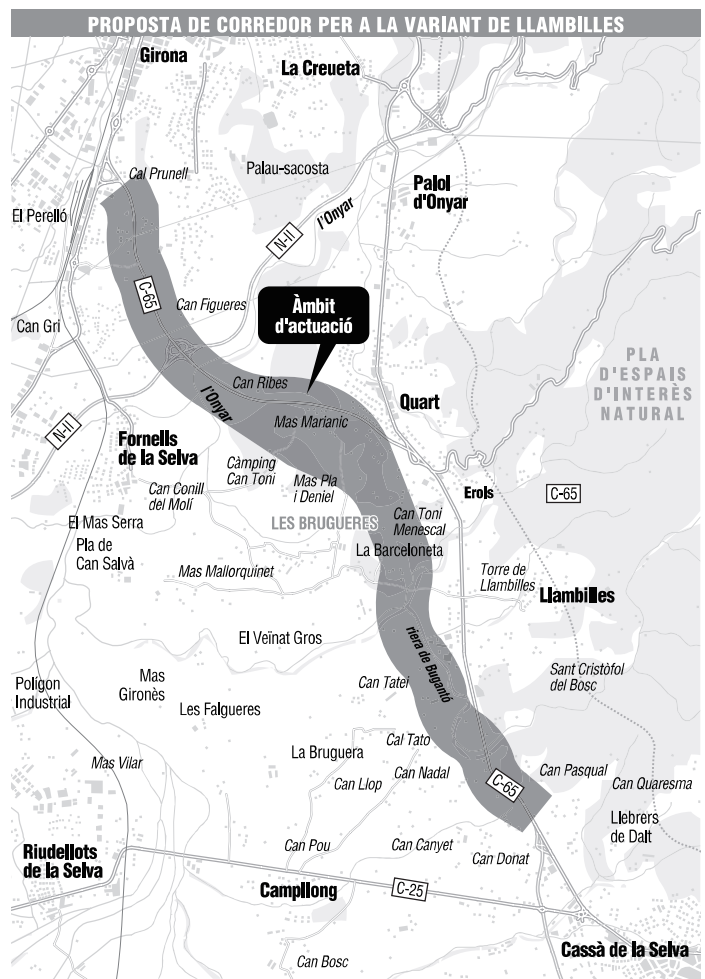 PROPOSTA DE CORREDOR PER A LA VARIANT DE LLAMBILLES
Girona
La Creueta
Cal Prunell
Palau-sacosta
Palol
d'Onyar
El Perelló
l'Onyar
N-II
C-65
Can Figueres
Àmbit
d'actuació
Can Gri
PLA
D'ESPAIS
D'INTERÈS
NATURAL
Can Ribes
l'Onyar
Quart
Mas Marianic
N-II
Fornells
de la Selva
Càmping
Can Toni
Mas Pla
i Deniel
Can Conill
del Molí
Erols
C-65
Can Toni
Menescal
El Mas Serra
LES BRUGUERES
Pla de
Can Salvà
La Barceloneta
Mas Mallorquinet
Torre de
Llambilles
Llambilles
El Veïnat Gros
riera de Bugantó
Mas
Gironès
Can Tatei
Sant Cristòfol
del Bosc
Polígon
Industrial
Les Falgueres
Cal Tato
La Bruguera
Mas Vilar
Can Llop
Can Nadal
C-65
Can Pasqual
Can Quaresma
Llebrers
de Dalt
Riudellots
de la Selva
Can Pou
Can Canyet
Can Donat
Campllong
C-25
Cassà de la Selva
Can Bosc